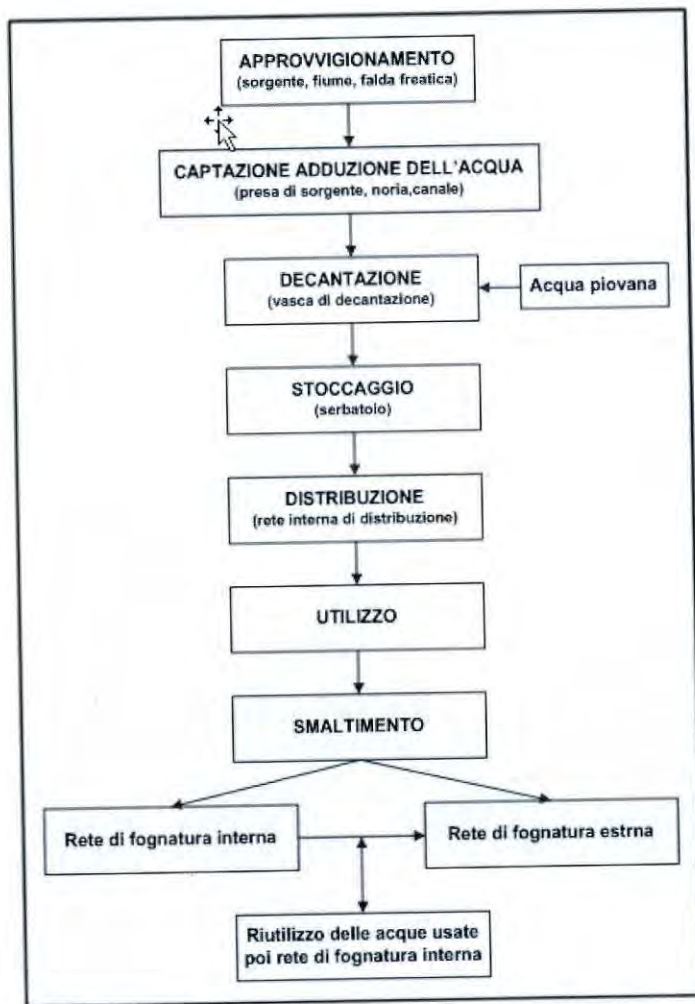 APPROVVIGIONAMENTO
(sorgente, fiume, falda freatica)
CAPTAZIONE ADDUZIONE DELL'ACQUA
(presa di sorgente, noria,canale)
DECANTAZIONE
(vasca di decantazione)
Acqua piovana
STOCCAGGIO
(serbatoio)
DISTRIBUZIONE
(rete interna di distribuzione)
UTILIZZO
SMALTIMENTO
Rete di fognatura interna
Rete di fognatura estrna
Riutilizzo delle acque usate
poi rete di fognatura interna